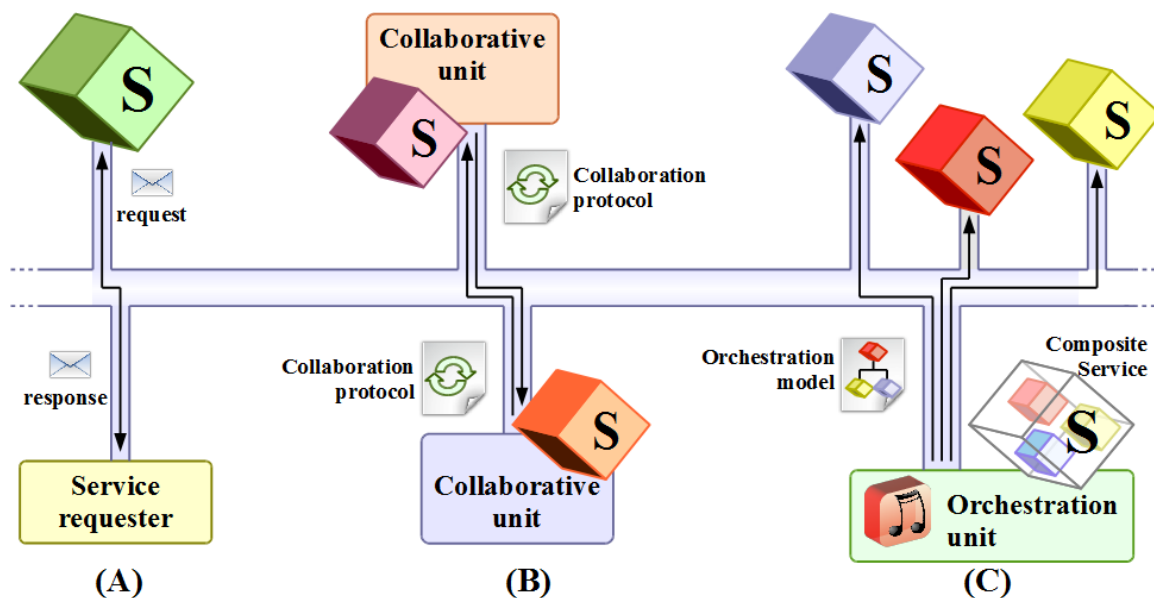 S
request
response
Service
requester
(A)
Collaborative
unit
S
Collaboration
protocol
Collaboration
protocol
S
Collaborative
unit
(B)
S
S
S
Orchestration
model
Composite
Service
S
Orchestration
unit
(C)